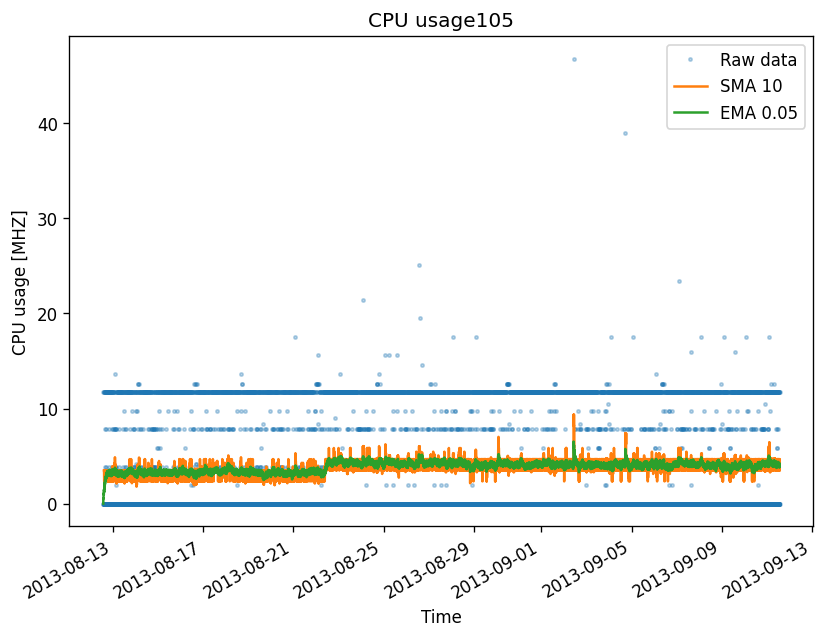 CPU usage105
Raw data
SMA 10
EMA 0.05
CPU usage [MHZ]
40
30
20
10
0
2013-08-13
2013-08-17
2013-08-21
2013-08-25
2013-08-29
2013-09-01
2013-09-05
2013-09-09
2013-09-13
Time